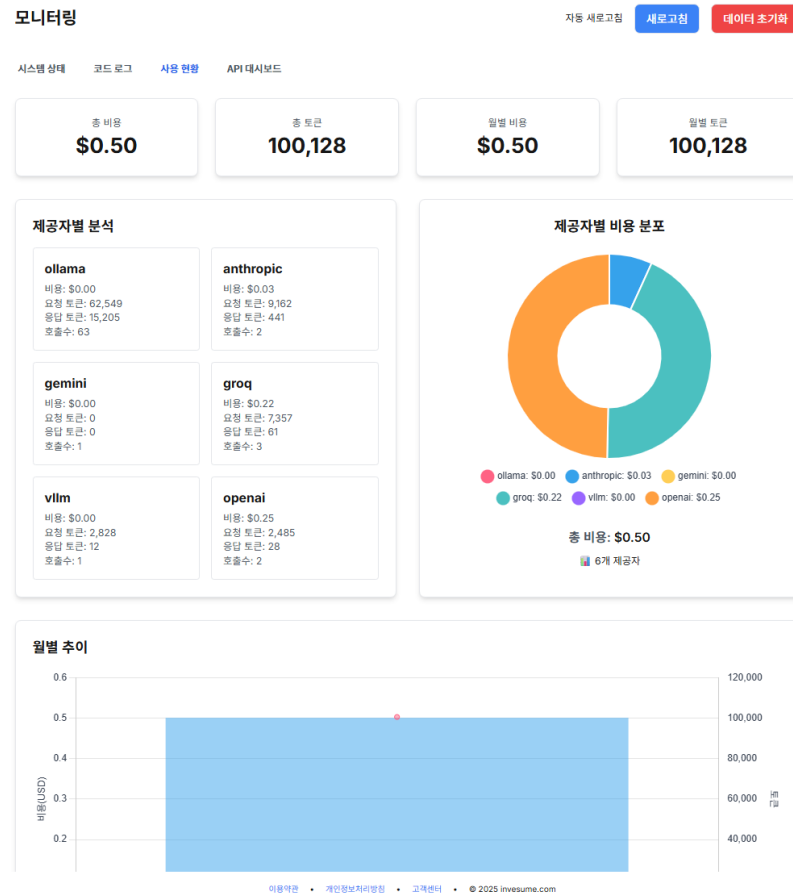 모니터링
자동 새로고침
새로고침
데이터 초기화
시스템 상태
코드 로그
사용 현황
API 대시보드
총 비용
$0.50
총 토큰
100,128
월별 비용
$0.50
월별 토큰
100,128
제공자별 분석
ollama
비용: $0.00
요청 토큰: 62,549
응답 토큰: 15,205
호출수: 63
anthropic
비용: $0.03
요청 토큰: 9,162
응답 토큰: 441
호출수: 2
gemini
비용: $0.00
요청 토큰: 0
응답 토큰: 0
호출수: 1
groq
비용: $0.22
요청 토큰: 7,357
응답 토큰: 61
호출수: 3
vllm
비용: $0.00
요청 토큰: 2,828
응답 토큰: 12
호출수: 1
openai
비용: $0.25
요청 토큰: 2,485
응답 토큰: 28
호출수: 2
제공자별 비용 분포
ollama: $0.00 anthropic: $0.03 gemini: $0.00
groq: $0.22 vllm: $0.00 openai: $0.25
총 비용: $0.50
6개 제공자
월별 추이
0.6
0.5
0.4
0.3
0.2
비용(USD)
120,000
100,000
80,000
60,000
40,000
토큰
이용약관 • 개인정보처리방침 • 고객센터 • © 2025 invesume.com